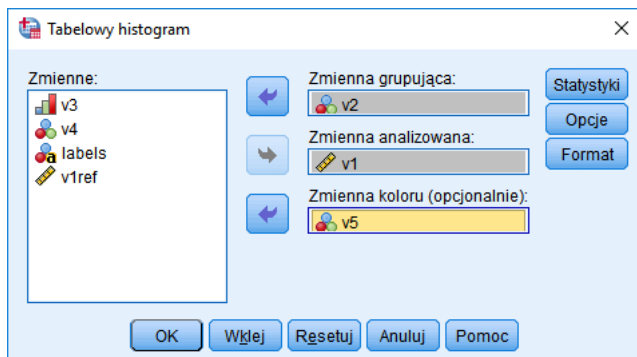 Tabelowy histogram
Zmienne:
v3
v4
labels
v1ref
Zmienna grupująca:
v2
Zmienna analizowana:
v1
Zmienna koloru (opcjonalnie):
v5
Statystyki
Opcje
Format
OK
Wklej
Resetuj
Anuluj
Pomoc